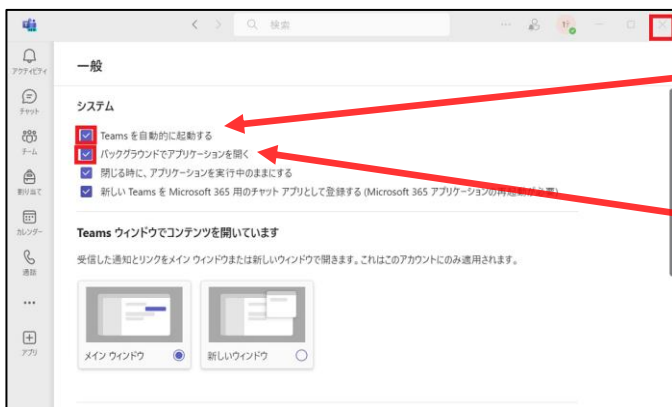 検索
アクティビティ
チャット
チーム
割り当て
カレンダー
通話
アプリ
一般
システム
Teams を自動的に起動する
バックグラウンドでアプリケーションを開く
閉じる時に、アプリケーションを実行中のままにする
新しい Teams を Microsoft 365 用のチャット アプリとして登録する (Microsoft 365 アプリケーションの再起動が必要)
Teams ウィンドウでコンテンツを開いています
受信した通知とリンクをメイン ウィンドウまたは新しいウィンドウで開きます。これはこのアカウントにのみ適用されます。
メイン ウィンドウ
新しいウィンドウ